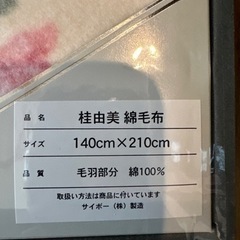 品名 桂由美 綿毛布
サイズ 140cm×210cm
品質 毛羽部分 綿100%
取扱い方法は商品に付いています
サイボー(株)製造